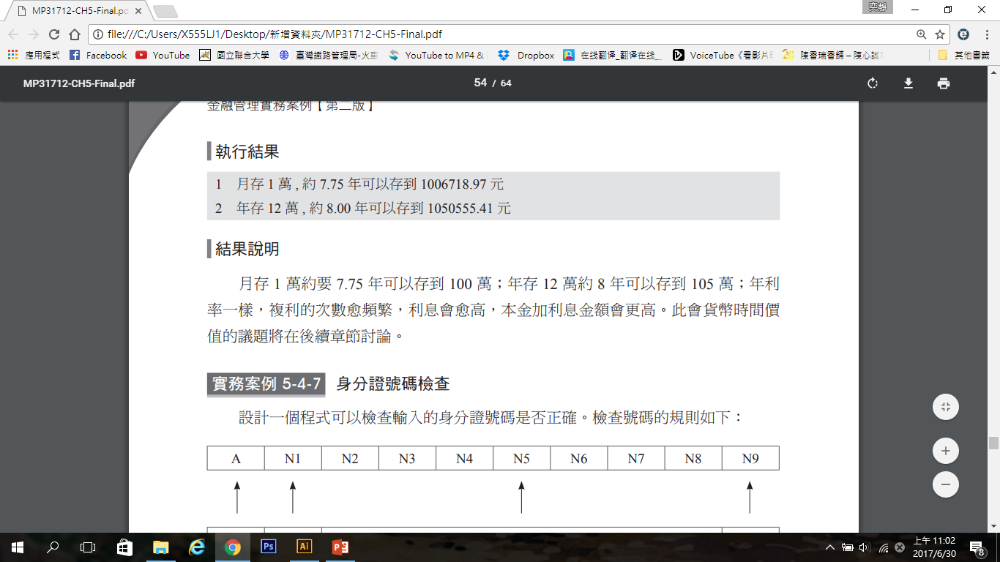 MP31712-CH5-Final.pd
奕靜
file:///C:/Users/X555LJ1/Desktop/新增資料夾/MP31712-CH5-Final.pdf
應用程式 Facebook YouTube 國立聯合大學 臺灣鐵路管理局-火車 YouTube to MP4 & Dropbox 在线翻译_翻译在线_ VoiceTube《看影片 陳香瑞香鋪 – 陳心誠 其他書籤
MP31712-CH5-Final.pdf 54 / 64
金融管理實務案例【第二版】
執行結果
1 月存 1 萬 , 約 7.75 年可以存到 1006718.97 元
2 年存 12 萬 , 約 8.00 年可以存到 1050555.41 元
結果說明
月存 1 萬約要 7.75 年可以存到 100 萬；年存 12 萬約 8 年可以存到 105 萬；年利
率一樣，複利的次數愈頻繁，利息會愈高，本金加利息金額會更高。此會貨幣時間價
值的議題將在後續章節討論。
實務案例 5-4-7 身分證號碼檢查
設計一個程式可以檢查輸入的身分證號碼是否正確。檢查號碼的規則如下：
A N1 N2 N3 N4 N5 N6 N7 N8 N9
Ps Ai P
上午 11:02
2017/6/30
8